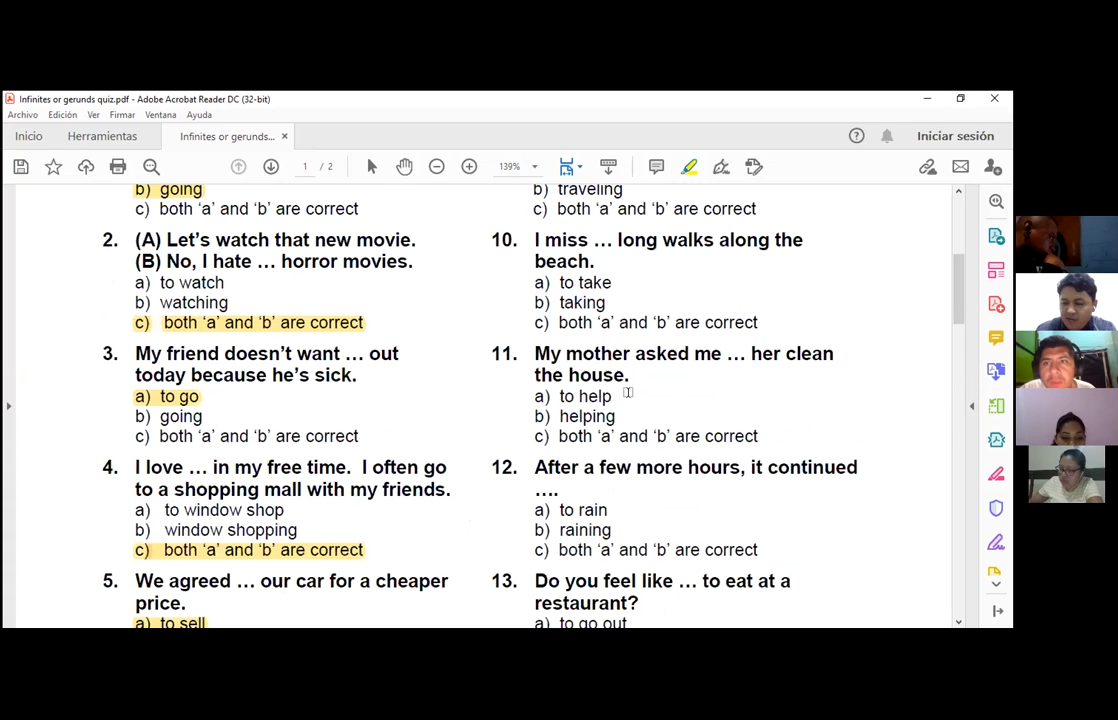 Infinites or gerunds quiz.pdf - Adobe Acrobat Reader DC (32-bit)
Archivo Edición Ver Firmar Ventana Ayuda
Inicio Herramientas Infinites or gerunds... × Iniciar sesión
1 / 2 139%
b) going
c) both 'a' and 'b' are correct
2. (A) Let's watch that new movie.
(B) No, I hate … horror movies.
a) to watch
b) watching
c) both 'a' and 'b' are correct
3. My friend doesn't want … out
today because he's sick.
a) to go
b) going
c) both 'a' and 'b' are correct
4. I love … in my free time. I often go
to a shopping mall with my friends.
a) to window shop
b) window shopping
c) both 'a' and 'b' are correct
5. We agreed … our car for a cheaper
price.
a) to sell
b) traveling
c) both 'a' and 'b' are correct
10. I miss … long walks along the
beach.
a) to take
b) taking
c) both 'a' and 'b' are correct
11. My mother asked me … her clean
the house.
a) to help
b) helping
c) both 'a' and 'b' are correct
12. After a few more hours, it continued
….
a) to rain
b) raining
c) both 'a' and 'b' are correct
13. Do you feel like … to eat at a
restaurant?
a) to go out